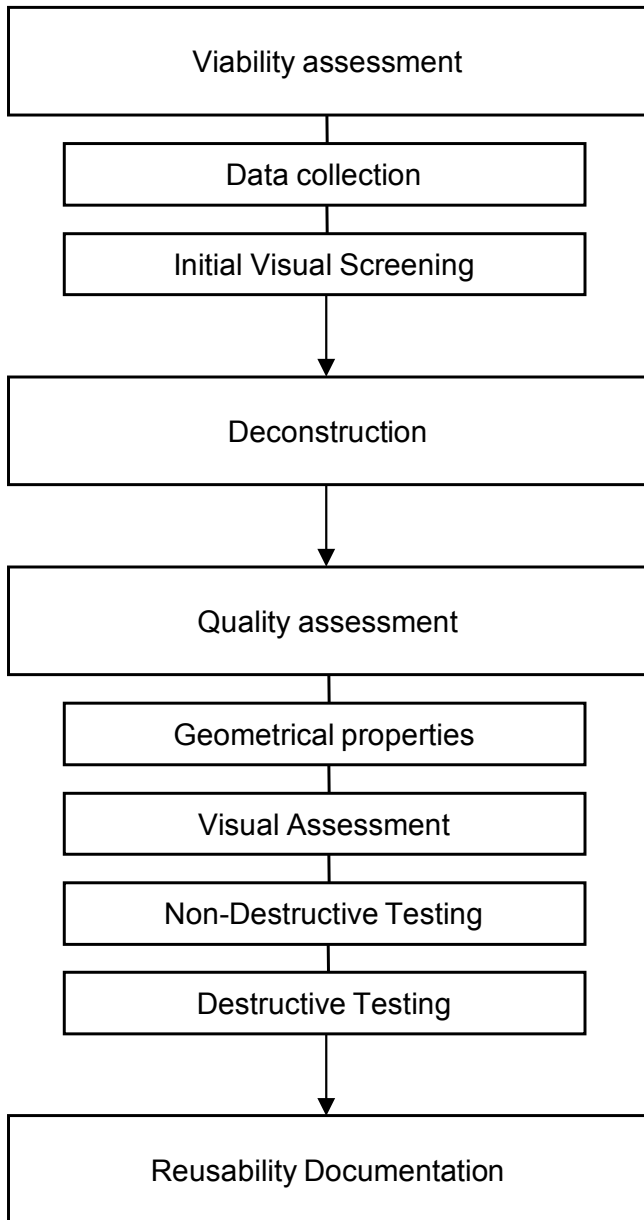 Viability assessment
Data collection
Initial Visual Screening
Deconstruction
Quality assessment
Geometrical properties
Visual Assessment
Non-Destructive Testing
Destructive Testing
Reusability Documentation